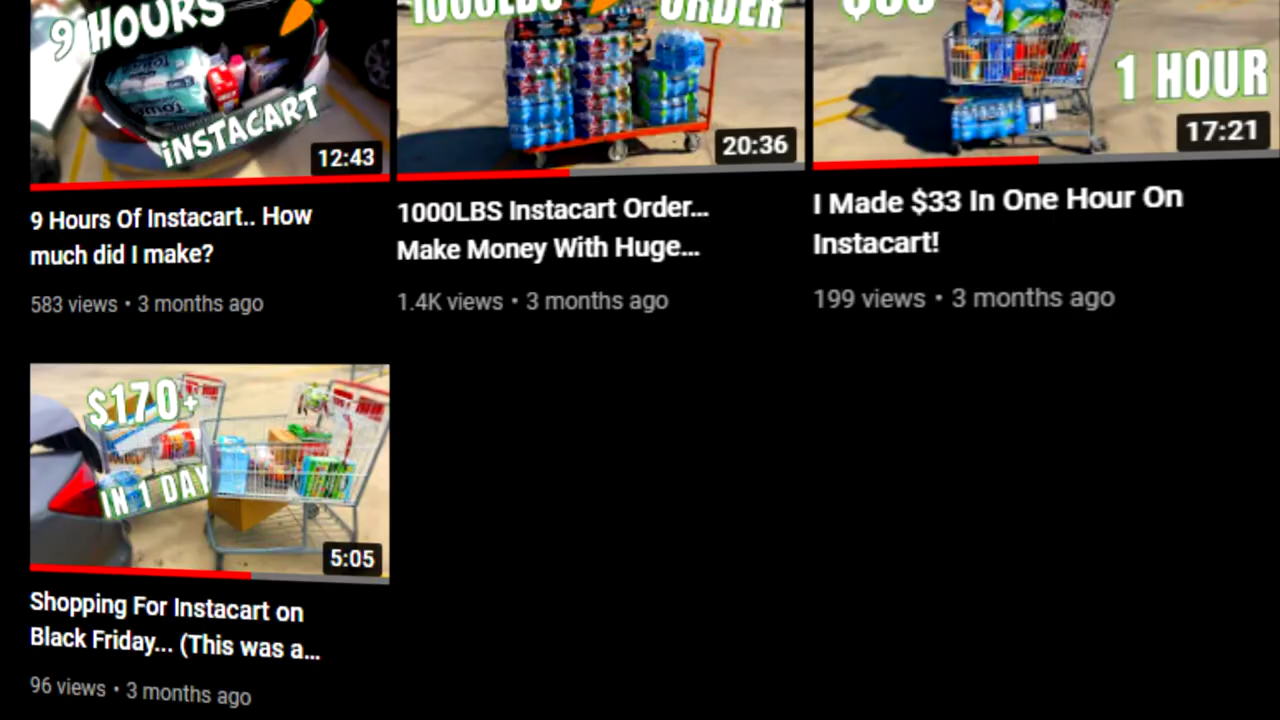 9 HOURS
iNSTACART
12:43
1000LBS
ORDER
20:36
1 HOUR
17:21
9 Hours Of Instacart.. How
much did I make?
583 views • 3 months ago
1000LBS Instacart Order...
Make Money With Huge...
1.4K views • 3 months ago
I Made $33 In One Hour On
Instacart!
199 views • 3 months ago
$170+
IN 1 DAY
5:05
Shopping For Instacart on
Black Friday... (This was a...
96 views • 3 months ago